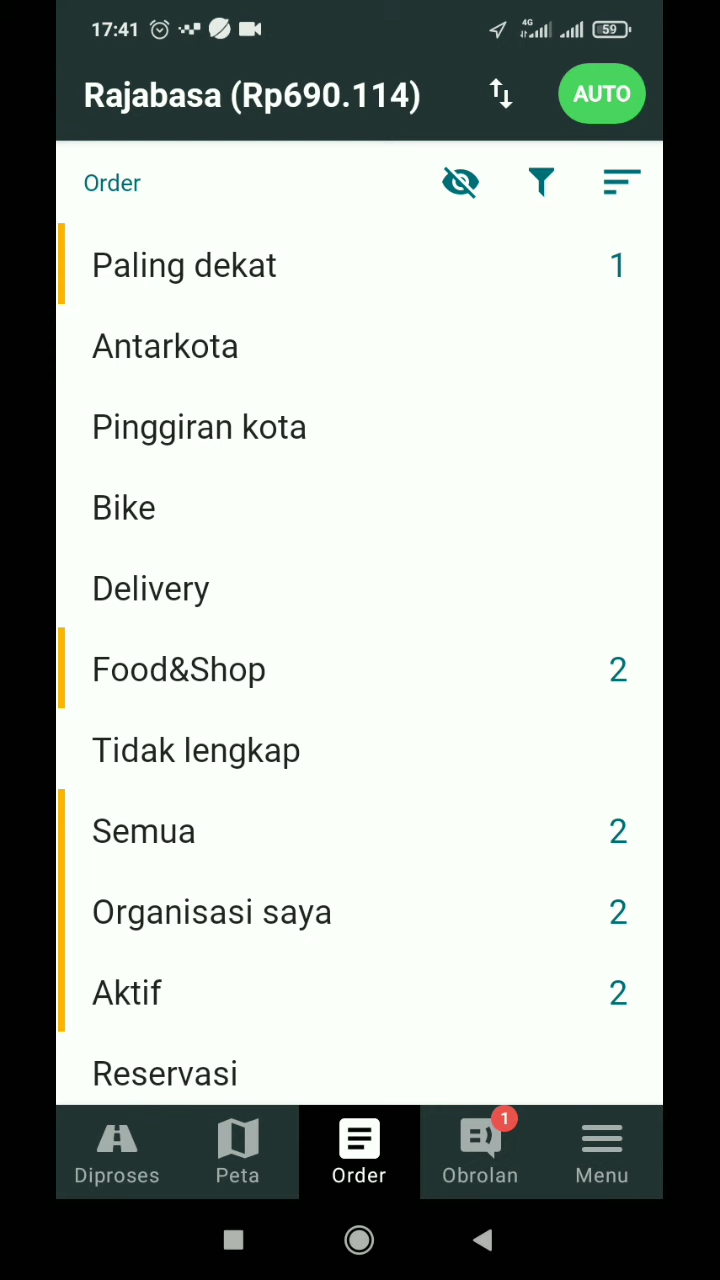 17:41
4G
59
Rajabasa (Rp690.114)
AUTO
Order
Paling dekat 1
Antarkota
Pinggiran kota
Bike
Delivery
Food&Shop 2
Tidak lengkap
Semua 2
Organisasi saya 2
Aktif 2
Reservasi
1
Diproses Peta Order Obrolan Menu